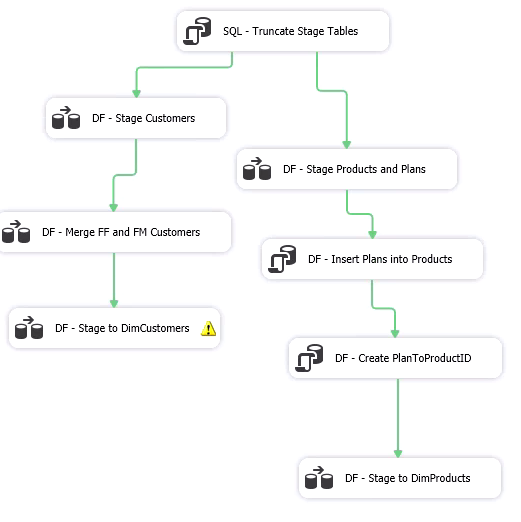 SQL - Truncate Stage Tables
DF - Stage Customers
DF - Stage Products and Plans
DF - Merge FF and FM Customers
DF - Insert Plans into Products
DF - Stage to DimCustomers
DF - Create PlanToProductID
DF - Stage to DimProducts